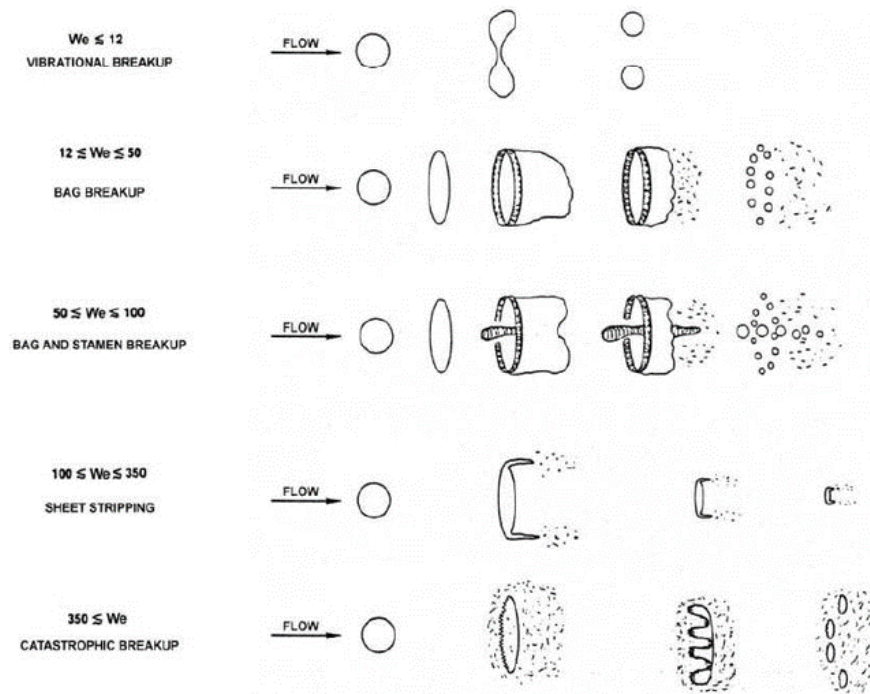 We ≤ 12
VIBRATIONAL BREAKUP
FLOW
12 ≤ We ≤ 50
BAG BREAKUP
FLOW
50 ≤ We ≤ 100
BAG AND STAMEN BREAKUP
FLOW
100 ≤ We ≤ 350
SHEET STRIPPING
FLOW
350 ≤ We
CATASTROPHIC BREAKUP
FLOW